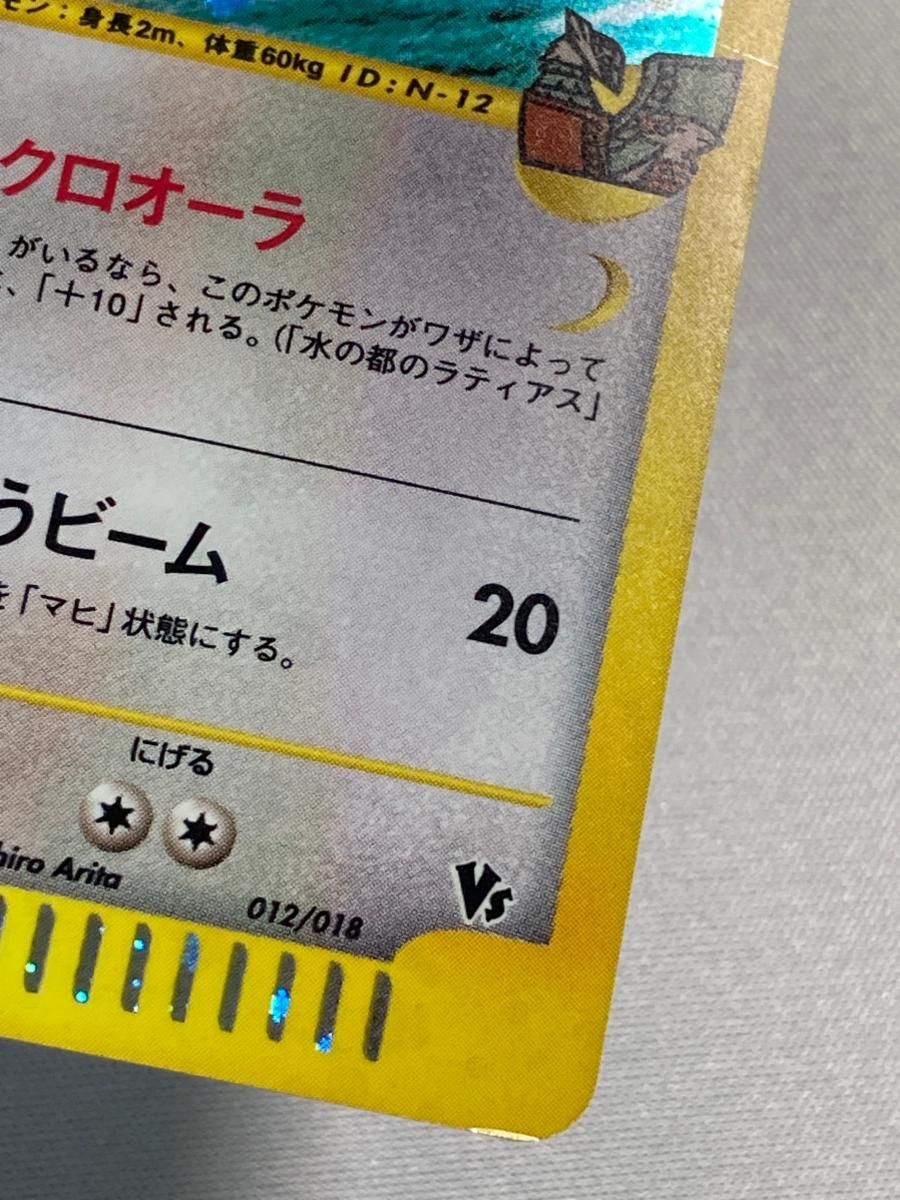 モン：身長2m、体重60kg ID：N-12
クロオーラ
がいるなら、このポケモンがワザによって
、「＋10」される。（「水の都のラティアス」
うビーム
20
を「マヒ」状態にする。
にげる
hiro Arita
012/018
Vs